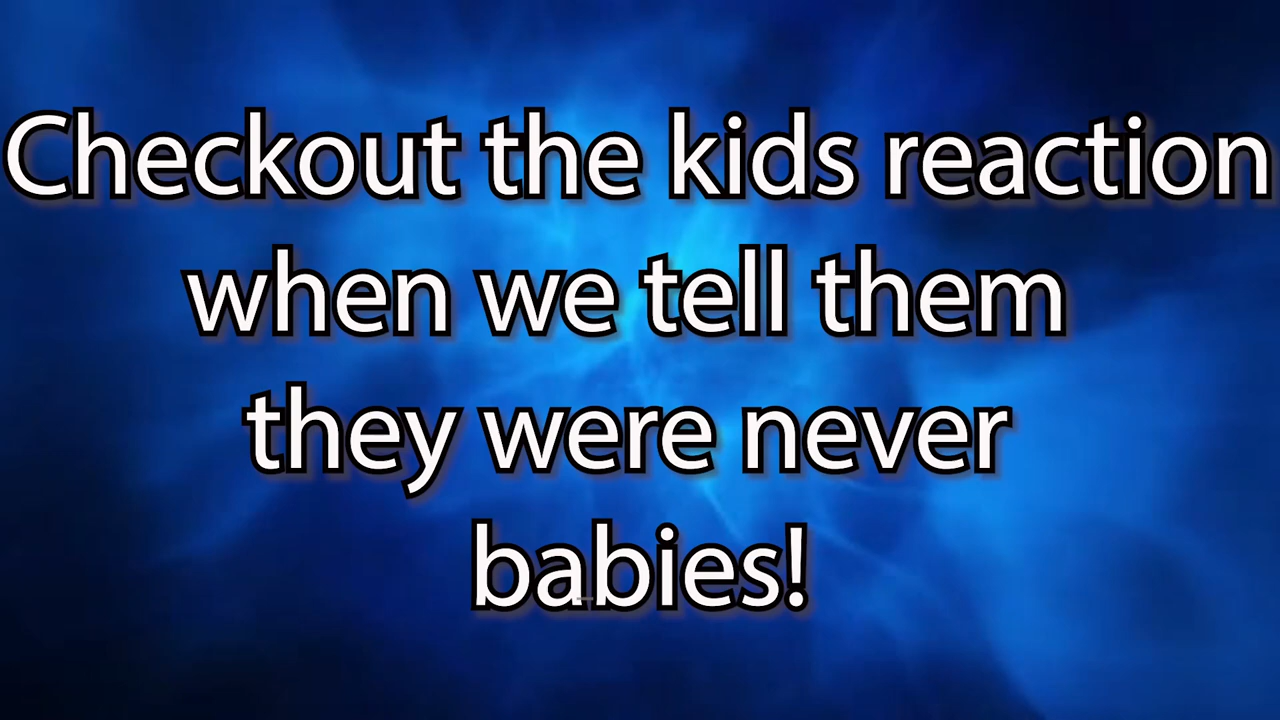 Checkout the kids reaction
when we tell them
they were never
babies!